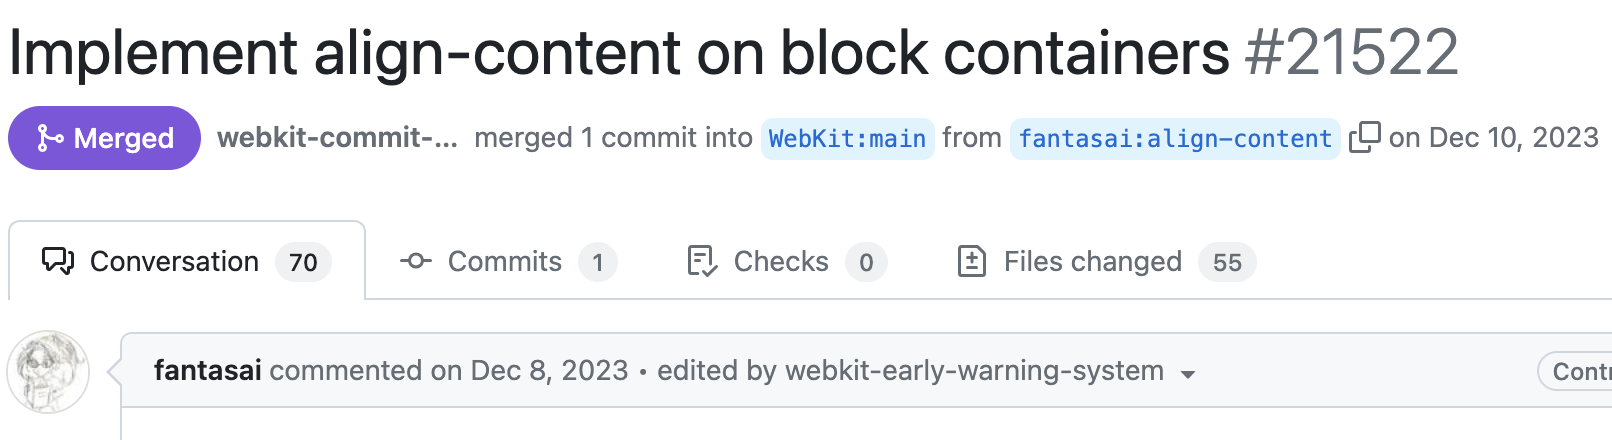 Implement align-content on block containers #21522
Merged webkit-commit-... merged 1 commit into WebKit:main from fantasai:align-content on Dec 10, 2023
Conversation 70 Commits 1 Checks 0 Files changed 55
fantasai commented on Dec 8, 2023 • edited by webkit-early-warning-system